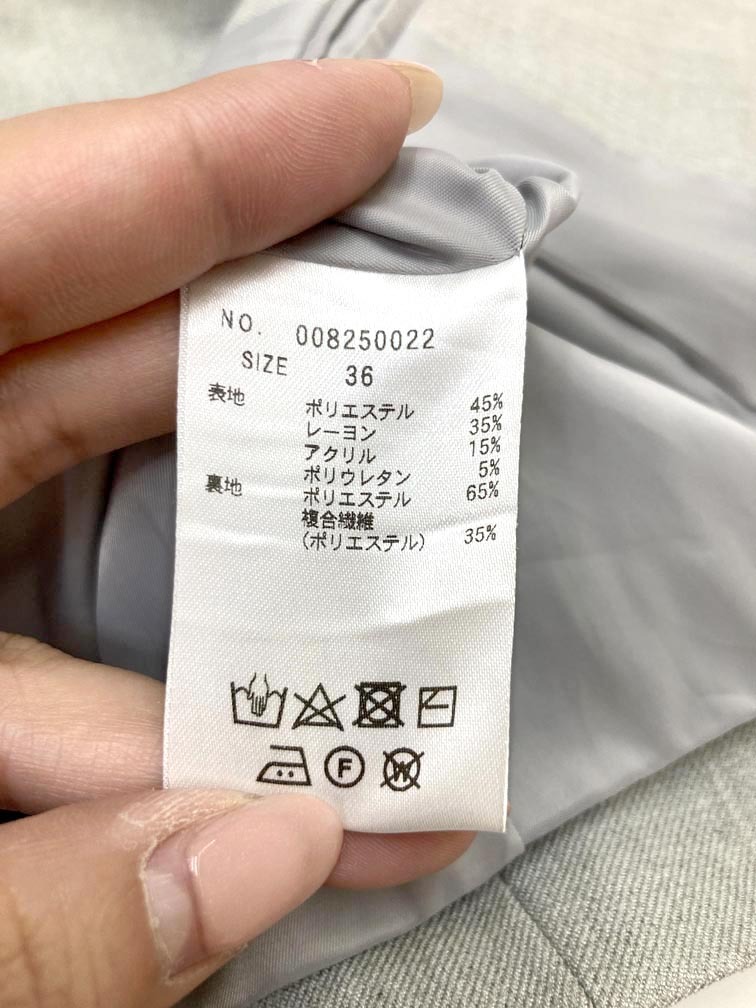 NO. 008250022
SIZE 36
表地 ポリエステル 45%
レーヨン 35%
アクリル 15%
ポリウレタン 5%
裏地 ポリエステル 65%
複合繊維
(ポリエステル) 35%
F W